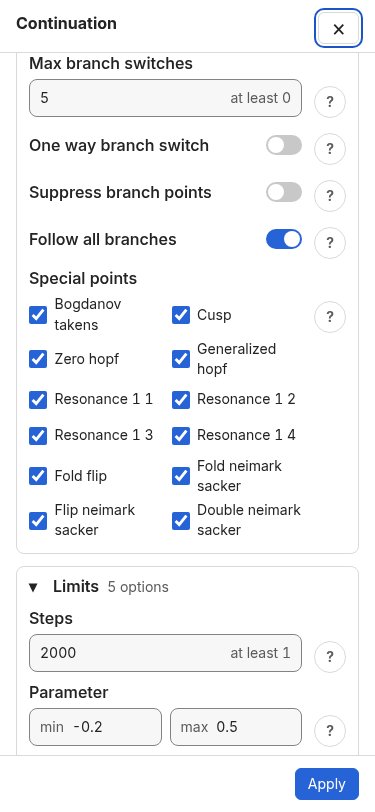 Continuation
Max branch switches
5 at least 0 ?
One way branch switch ?
Suppress branch points ?
Follow all branches ?
Special points
Bogdanov takens
Cusp ?
Zero hopf
Generalized hopf
Resonance 1 1
Resonance 1 2
Resonance 1 3
Resonance 1 4
Fold flip
Fold neimark sacker
Flip neimark sacker
Double neimark sacker
Limits 5 options
Steps
2000 at least 1 ?
Parameter
min -0.2 max 0.5 ?
Apply